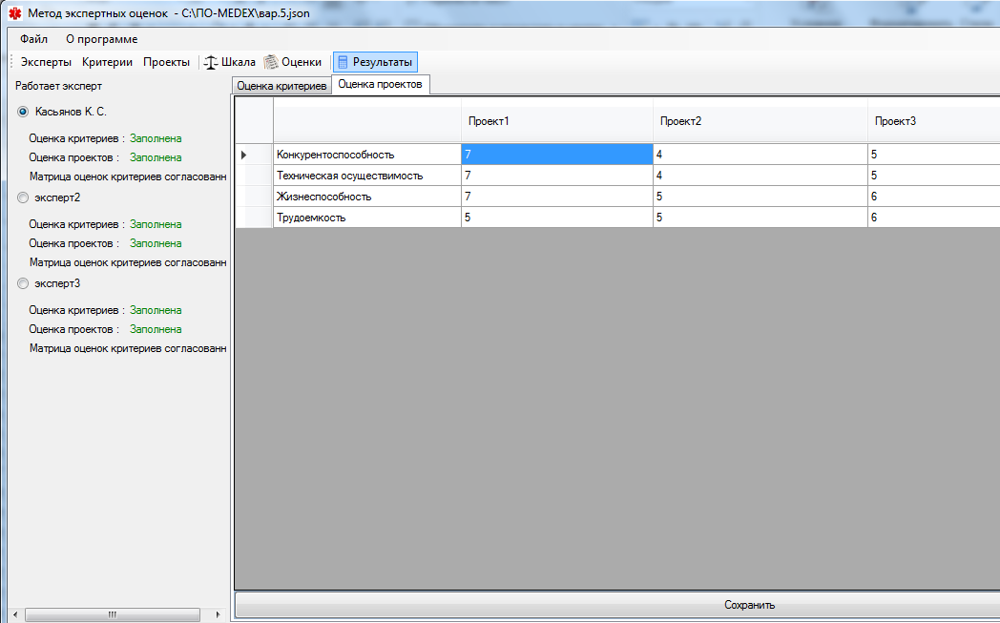 Метод экспертных оценок - C:\ПО-MEDEX\вар.5.json
Файл О программе
Эксперты Критерии Проекты Шкала Оценки Результаты
Работает эксперт
Оценка критериев Оценка проектов
Касьянов К. С.
Проект1 Проект2 Проект3
Оценка критериев : Заполнена
Оценка проектов : Заполнена
Матрица оценок критериев согласованн
эксперт2
Оценка критериев : Заполнена
Оценка проектов : Заполнена
Матрица оценок критериев согласованн
эксперт3
Оценка критериев : Заполнена
Оценка проектов : Заполнена
Матрица оценок критериев согласованн
Конкурентоспособность 7 4 5
Техническая осуществимость 7 4 5
Жизнеспособность 7 5 6
Трудоемкость 5 5 6
Сохранить